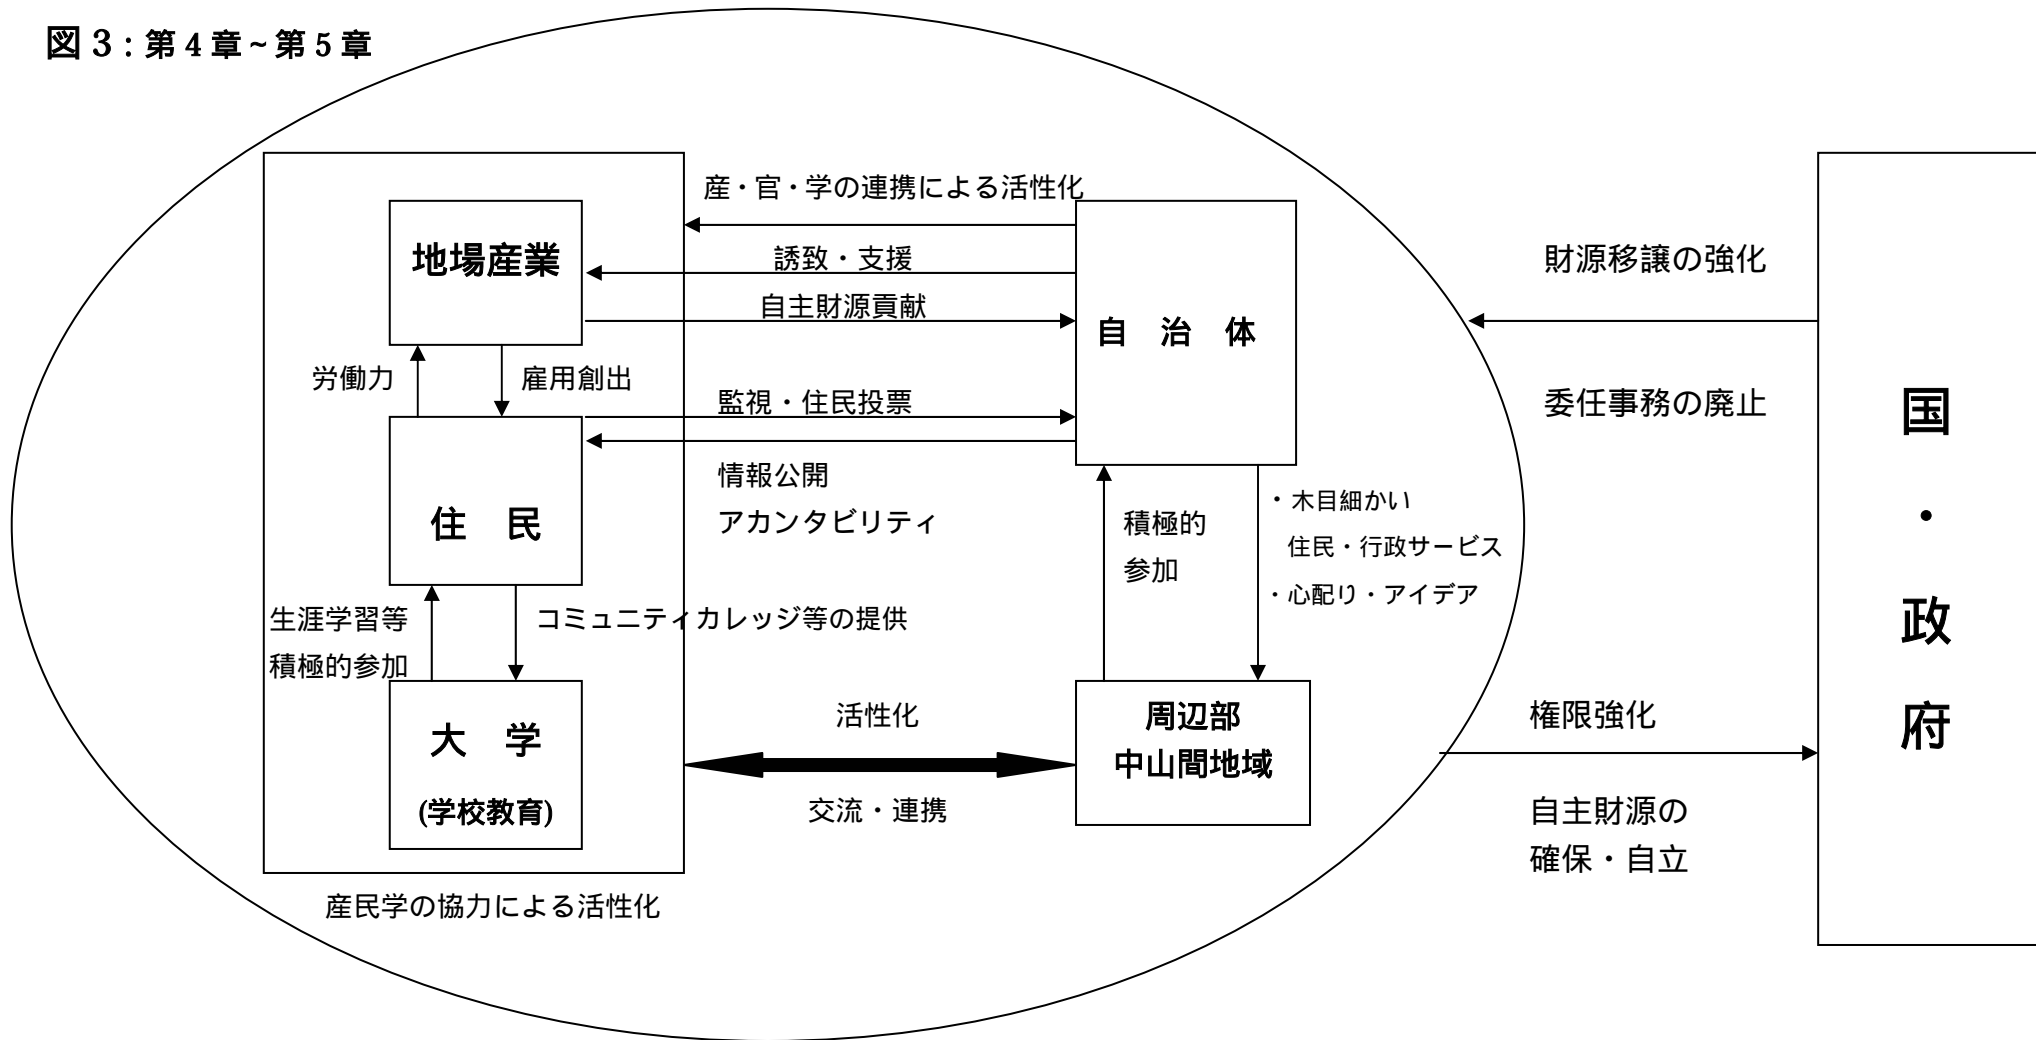 図3：第4章~第5章
産・官・学の連携による活性化
地場産業
誘致・支援
自主財源貢献
自 治 体
財源移譲の強化
労働力
雇用創出
監視・住民投票
委任事務の廃止
国
・
政
府
住 民
情報公開
アカンタビリティ
積極的
参加
・木目細かい
住民・行政サービス
・心配り・アイデア
生涯学習等
積極的参加
コミュニティカレッジ等の提供
大 学
(学校教育)
活性化
交流・連携
周辺部
中山間地域
権限強化
自主財源の
確保・自立
産民学の協力による活性化